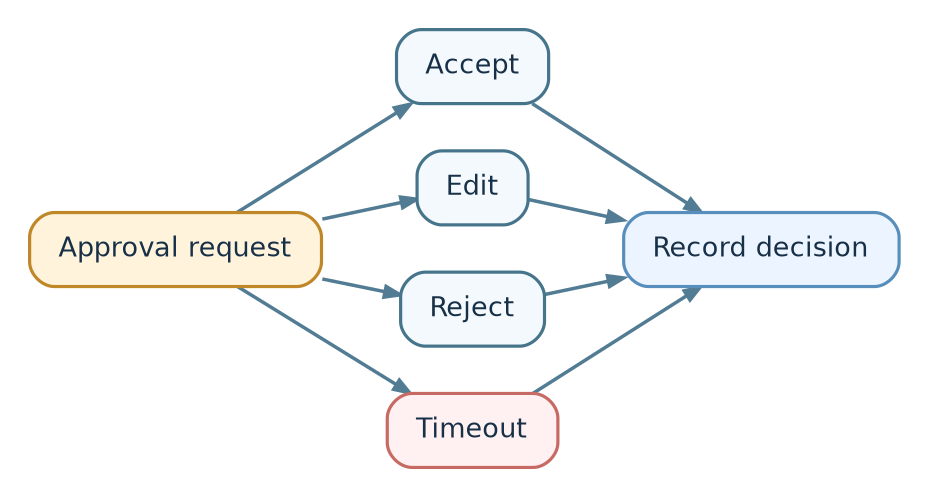 Accept
Edit
Approval request
Record decision
Reject
Timeout